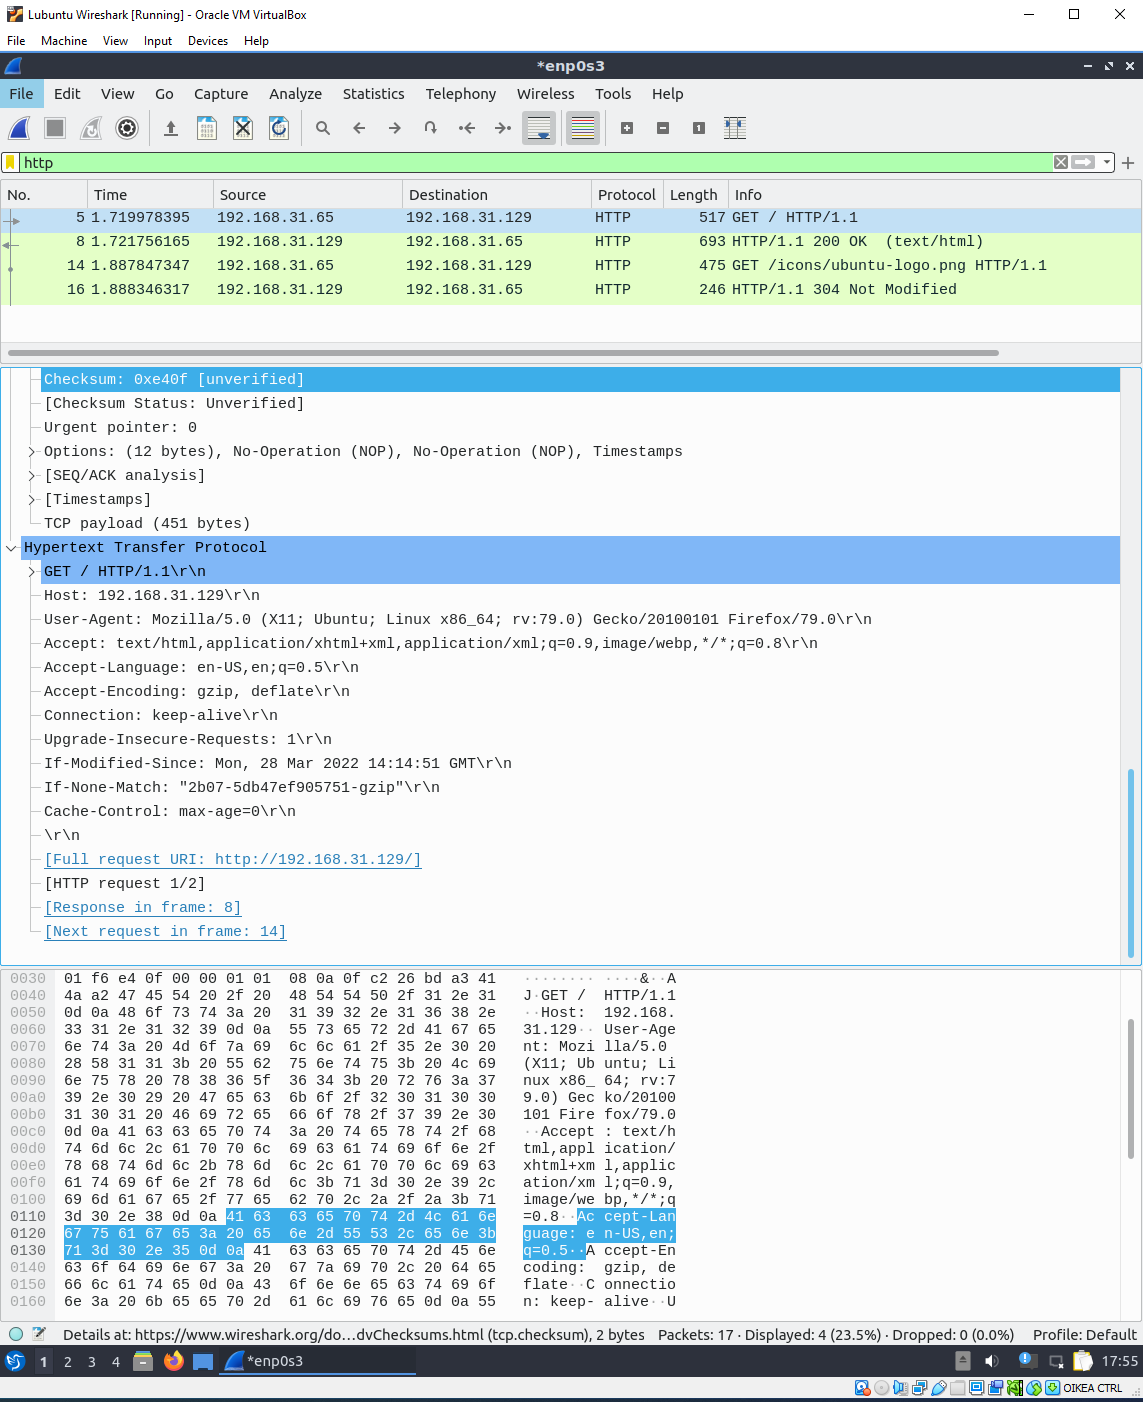 Lubuntu Wireshark [Running] - Oracle VM VirtualBox
File Machine View Input Devices Help
*enp0s3
File Edit View Go Capture Analyze Statistics Telephony Wireless Tools Help
http
No. Time Source Destination Protocol Length Info
5 1.719978395 192.168.31.65 192.168.31.129 HTTP 517 GET / HTTP/1.1
8 1.721756165 192.168.31.129 192.168.31.65 HTTP 693 HTTP/1.1 200 OK (text/html)
14 1.887847347 192.168.31.65 192.168.31.129 HTTP 475 GET /icons/ubuntu-logo.png HTTP/1.1
16 1.888346317 192.168.31.129 192.168.31.65 HTTP 246 HTTP/1.1 304 Not Modified
Checksum: 0xe40f [unverified]
[Checksum Status: Unverified]
Urgent pointer: 0
Options: (12 bytes), No-Operation (NOP), No-Operation (NOP), Timestamps
[SEQ/ACK analysis]
[Timestamps]
TCP payload (451 bytes)
Hypertext Transfer Protocol
GET / HTTP/1.1\r\n
Host: 192.168.31.129\r\n
User-Agent: Mozilla/5.0 (X11; Ubuntu; Linux x86_64; rv:79.0) Gecko/20100101 Firefox/79.0\r\n
Accept: text/html,application/xhtml+xml,application/xml;q=0.9,image/webp,*/*;q=0.8\r\n
Accept-Language: en-US,en;q=0.5\r\n
Accept-Encoding: gzip, deflate\r\n
Connection: keep-alive\r\n
Upgrade-Insecure-Requests: 1\r\n
If-Modified-Since: Mon, 28 Mar 2022 14:14:51 GMT\r\n
If-None-Match: "2b07-5db47ef905751-gzip"\r\n
Cache-Control: max-age=0\r\n
\r\n
[Full request URI: http://192.168.31.129/]
[HTTP request 1/2]
[Response in frame: 8]
[Next request in frame: 14]
0030 01 f6 e4 0f 00 00 01 01 08 0a 0f c2 26 bd a3 41 ········ ····&··A
0040 4a a2 47 45 54 20 2f 20 48 54 54 50 2f 31 2e 31 J·GET / HTTP/1.1
0050 0d 0a 48 6f 73 74 3a 20 31 39 32 2e 31 36 38 2e ··Host: 192.168.
0060 33 31 2e 31 32 39 0d 0a 55 73 65 72 2d 41 67 65 31.129·· User-Age
0070 6e 74 3a 20 4d 6f 7a 69 6c 6c 61 2f 35 2e 30 20 nt: Mozi lla/5.0
0080 28 58 31 31 3b 20 55 62 75 6e 74 75 3b 20 4c 69 (X11; Ub untu; Li
0090 6e 75 78 20 78 38 36 5f 36 34 3b 20 72 76 3a 37 nux x86_ 64; rv:7
00a0 39 2e 30 29 20 47 65 63 6b 6f 2f 32 30 31 30 30 9.0) Gec ko/20100
00b0 31 30 31 20 46 69 72 65 66 6f 78 2f 37 39 2e 30 101 Fire fox/79.0
00c0 0d 0a 41 63 63 65 70 74 3a 20 74 65 78 74 2f 68 ··Accept : text/h
00d0 74 6d 6c 2c 61 70 70 6c 69 63 61 74 69 6f 6e 2f tml,appl ication/
00e0 78 68 74 6d 6c 2b 78 6d 6c 2c 61 70 70 6c 69 63 xhtml+xm l,applic
00f0 61 74 69 6f 6e 2f 78 6d 6c 3b 71 3d 30 2e 39 2c ation/xm l;q=0.9,
0100 69 6d 61 67 65 2f 77 65 62 70 2c 2a 2f 2a 3b 71 image/we bp,*/*;q
0110 3d 30 2e 38 0d 0a 41 63 63 65 70 74 2d 4c 61 6e =0.8··Ac cept-Lan
0120 67 75 61 67 65 3a 20 65 6e 2d 55 53 2c 65 6e 3b guage: e n-US,en;
0130 71 3d 30 2e 35 0d 0a 41 63 63 65 70 74 2d 45 6e q=0.5··A ccept-En
0140 63 6f 64 69 6e 67 3a 20 67 7a 69 70 2c 20 64 65 coding: gzip, de
0150 66 6c 61 74 65 0d 0a 43 6f 6e 6e 65 63 74 69 6f flate··C onnectio
0160 6e 3a 20 6b 65 65 70 2d 61 6c 69 76 65 0d 0a 55 n: keep- alive··U
Details at: https://www.wireshark.org/do…dvChecksums.html (tcp.checksum), 2 bytes Packets: 17 · Displayed: 4 (23.5%) · Dropped: 0 (0.0%) Profile: Default
1 2 3 4 *enp0s3 17:55
OIKEA CTRL